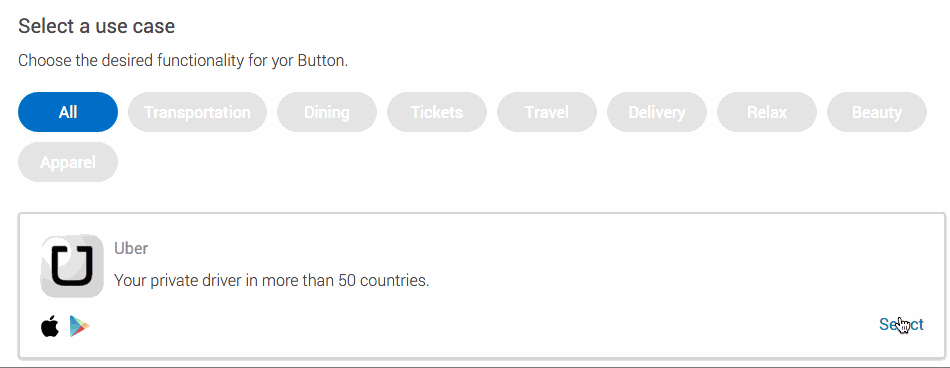 Select a use case
Choose the desired functionality for yor Button.
All Transportation Dining Tickets Travel Delivery Relax Beauty
Apparel
Uber
Your private driver in more than 50 countries.
Select